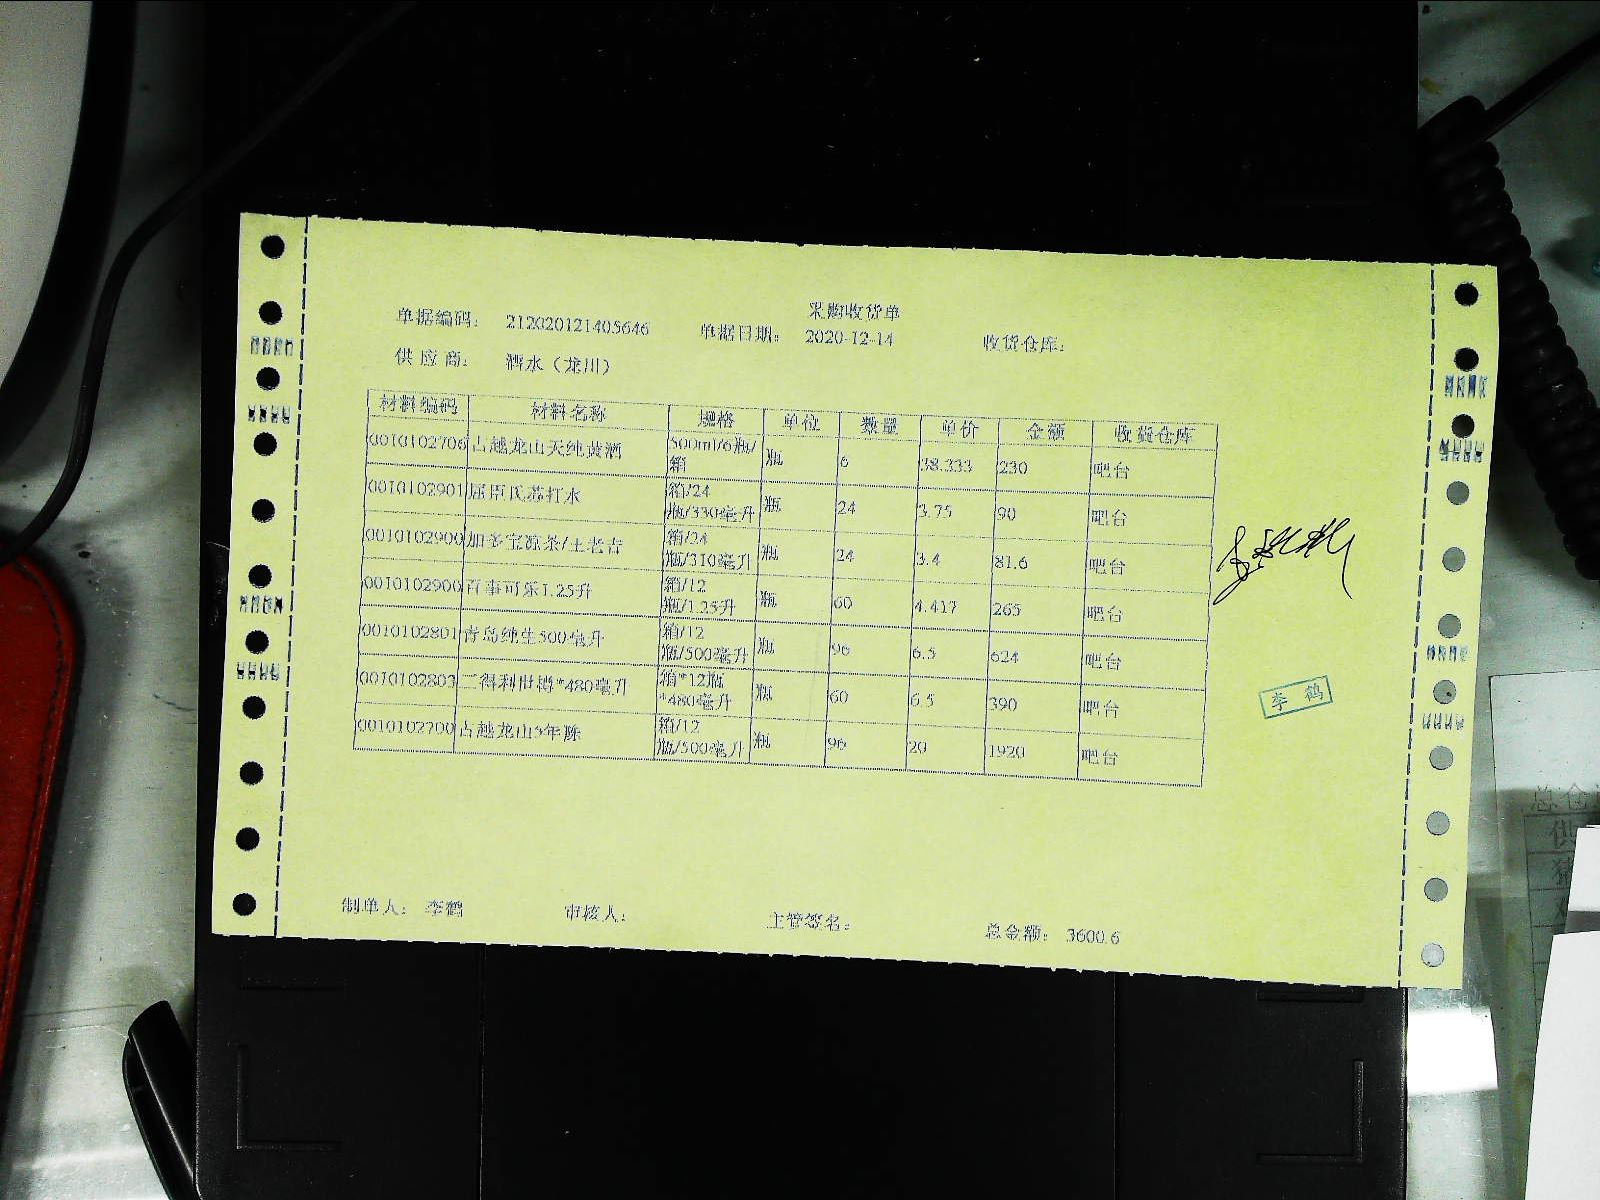 采购收货单
单据编码: 212020121405646 单据日期: 2020-12-14 收货仓库:
供 应 商: 酒水（龙川）
材料编码 材料名称 规格 单位 数量 单价 金额 收货仓库
0010102706 古越龙山天纯黄酒 500ml/6瓶/箱 瓶 6 38.333 230 吧台
0010102901 屈臣氏苏打水 箱/24瓶/330毫升 瓶 24 3.75 90 吧台
0010102900 加多宝凉茶/王老吉 箱/24瓶/310毫升 瓶 24 3.4 81.6 吧台
0010102900 百事可乐1.25升 箱/12瓶/1.25升 瓶 60 4.417 265 吧台
0010102801 青岛纯生500毫升 箱/12瓶/500毫升 瓶 96 6.5 624 吧台
0010102803 三得利世博*480毫升 箱*12瓶*480毫升 瓶 60 6.5 390 吧台
0010102700 古越龙山5年陈 箱/12瓶/500毫升 瓶 96 20 1920 吧台
李 鹤
制单人: 李鹤 审核人: 主管签名: 总金额: 3600.6
总仓
供